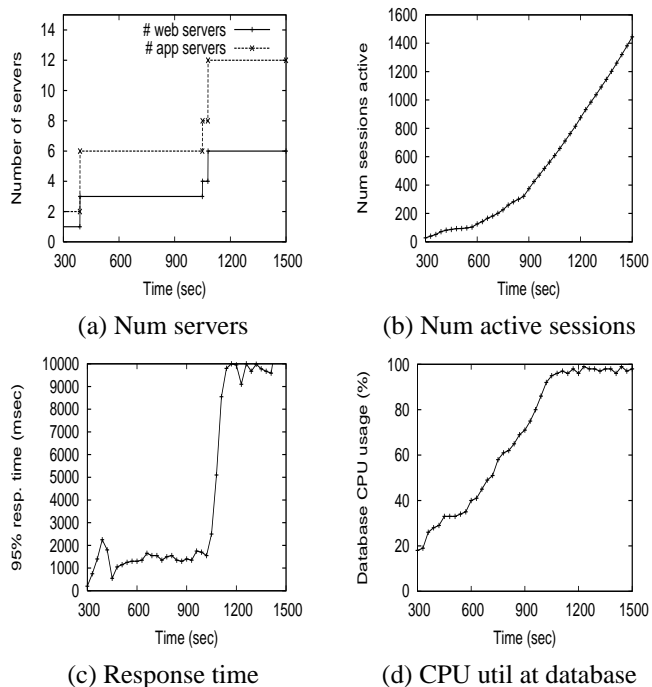 # web servers
# app servers
Number of servers
14
12
10
8
6
4
2
0
300 600 900 1200 1500
Time (sec)
(a) Num servers
Num sessions active
1600
1400
1200
1000
800
600
400
200
0
300 600 900 1200 1500
Time (sec)
(b) Num active sessions
95% resp. time (msec)
10000
9000
8000
7000
6000
5000
4000
3000
2000
1000
0
300 600 900 1200 1500
Time (sec)
(c) Response time
Database CPU usage (%)
100
80
60
40
20
0
300 600 900 1200 1500
Time (sec)
(d) CPU util at database